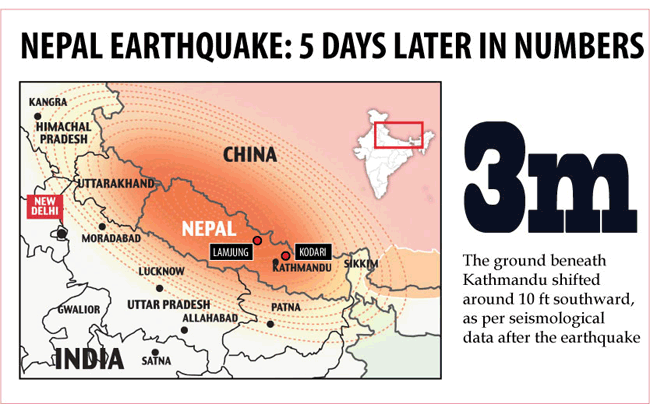 NEPAL EARTHQUAKE: 5 DAYS LATER IN NUMBERS
KANGRA
HIMACHAL
PRADESH
CHINA
UTTARAKHAND
NEW
DELHI
NEPAL
MORADABAD
LAMJUNG
KODARI
KATHMANDU
SIKKIM
LUCKNOW
UTTAR PRADESH
PATNA
GWALIOR
ALLAHABAD
INDIA
SATNA
3m
The ground beneath
Kathmandu shifted
around 10 ft southward,
as per seismological
data after the earthquake